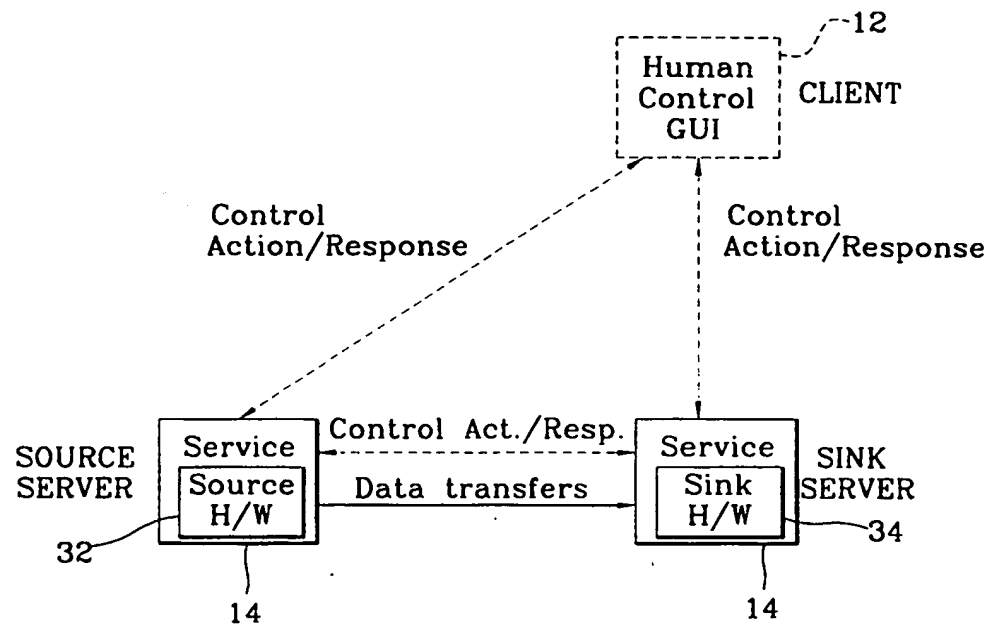 12
Human
Control
GUI
CLIENT
Control
Action/Response
Control
Action/Response
SOURCE
SERVER
Service
Source
H/W
Control Act./Resp.
Data transfers
Service
Sink
H/W
SINK
SERVER
32
34
14
14